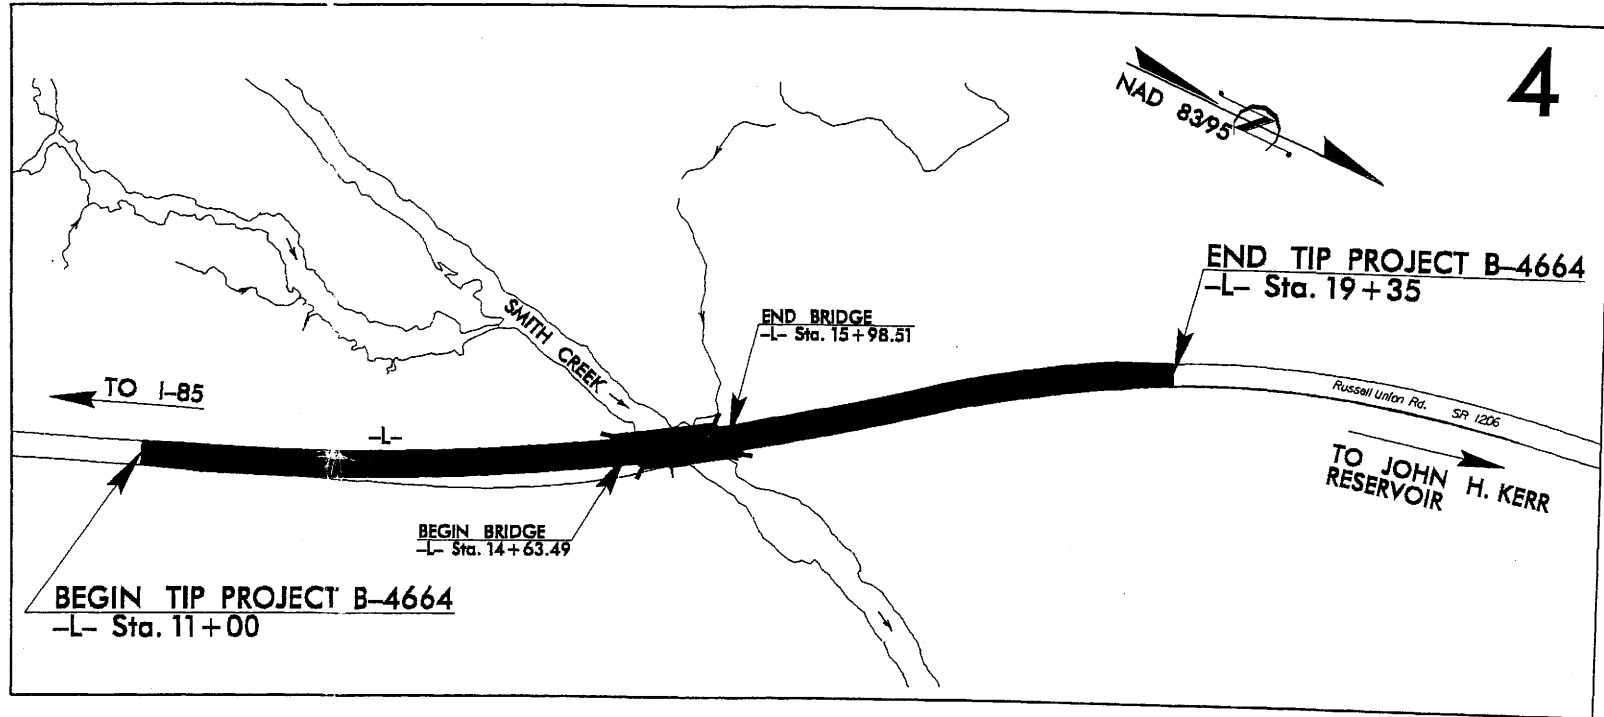 4
NAD 83/95
END TIP PROJECT B-4664
-L- Sta. 19+35
SMITH CREEK
END BRIDGE
-L- Sta. 15+98.51
TO I-85
-L-
Russell Union Rd. SR 1206
TO JOHN H. KERR
RESERVOIR
BEGIN BRIDGE
-L- Sta. 14+63.49
BEGIN TIP PROJECT B-4664
-L- Sta. 11+00